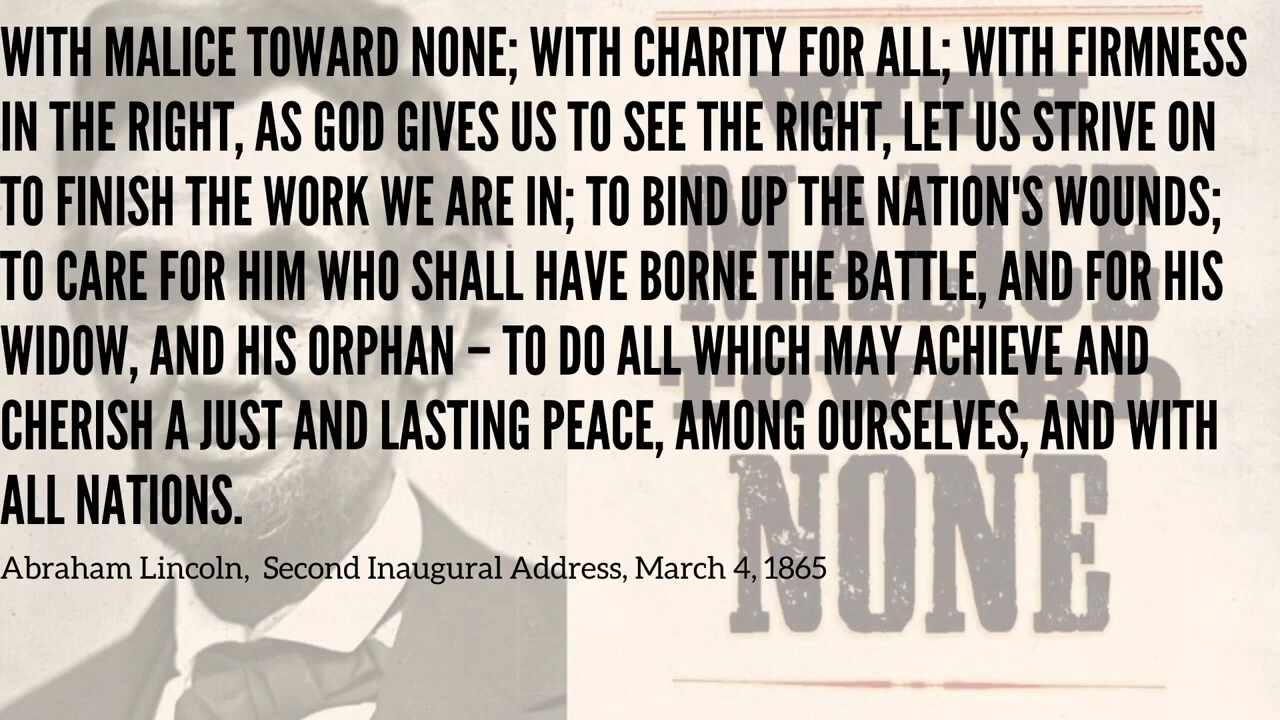 WITH MALICE TOWARD NONE; WITH CHARITY FOR ALL; WITH FIRMNESS
IN THE RIGHT, AS GOD GIVES US TO SEE THE RIGHT, LET US STRIVE ON
TO FINISH THE WORK WE ARE IN; TO BIND UP THE NATION'S WOUNDS;
TO CARE FOR HIM WHO SHALL HAVE BORNE THE BATTLE, AND FOR HIS
WIDOW, AND HIS ORPHAN – TO DO ALL WHICH MAY ACHIEVE AND
CHERISH A JUST AND LASTING PEACE, AMONG OURSELVES, AND WITH
ALL NATIONS.
Abraham Lincoln, Second Inaugural Address, March 4, 1865
WITH
MALICE
TOWARD
NONE